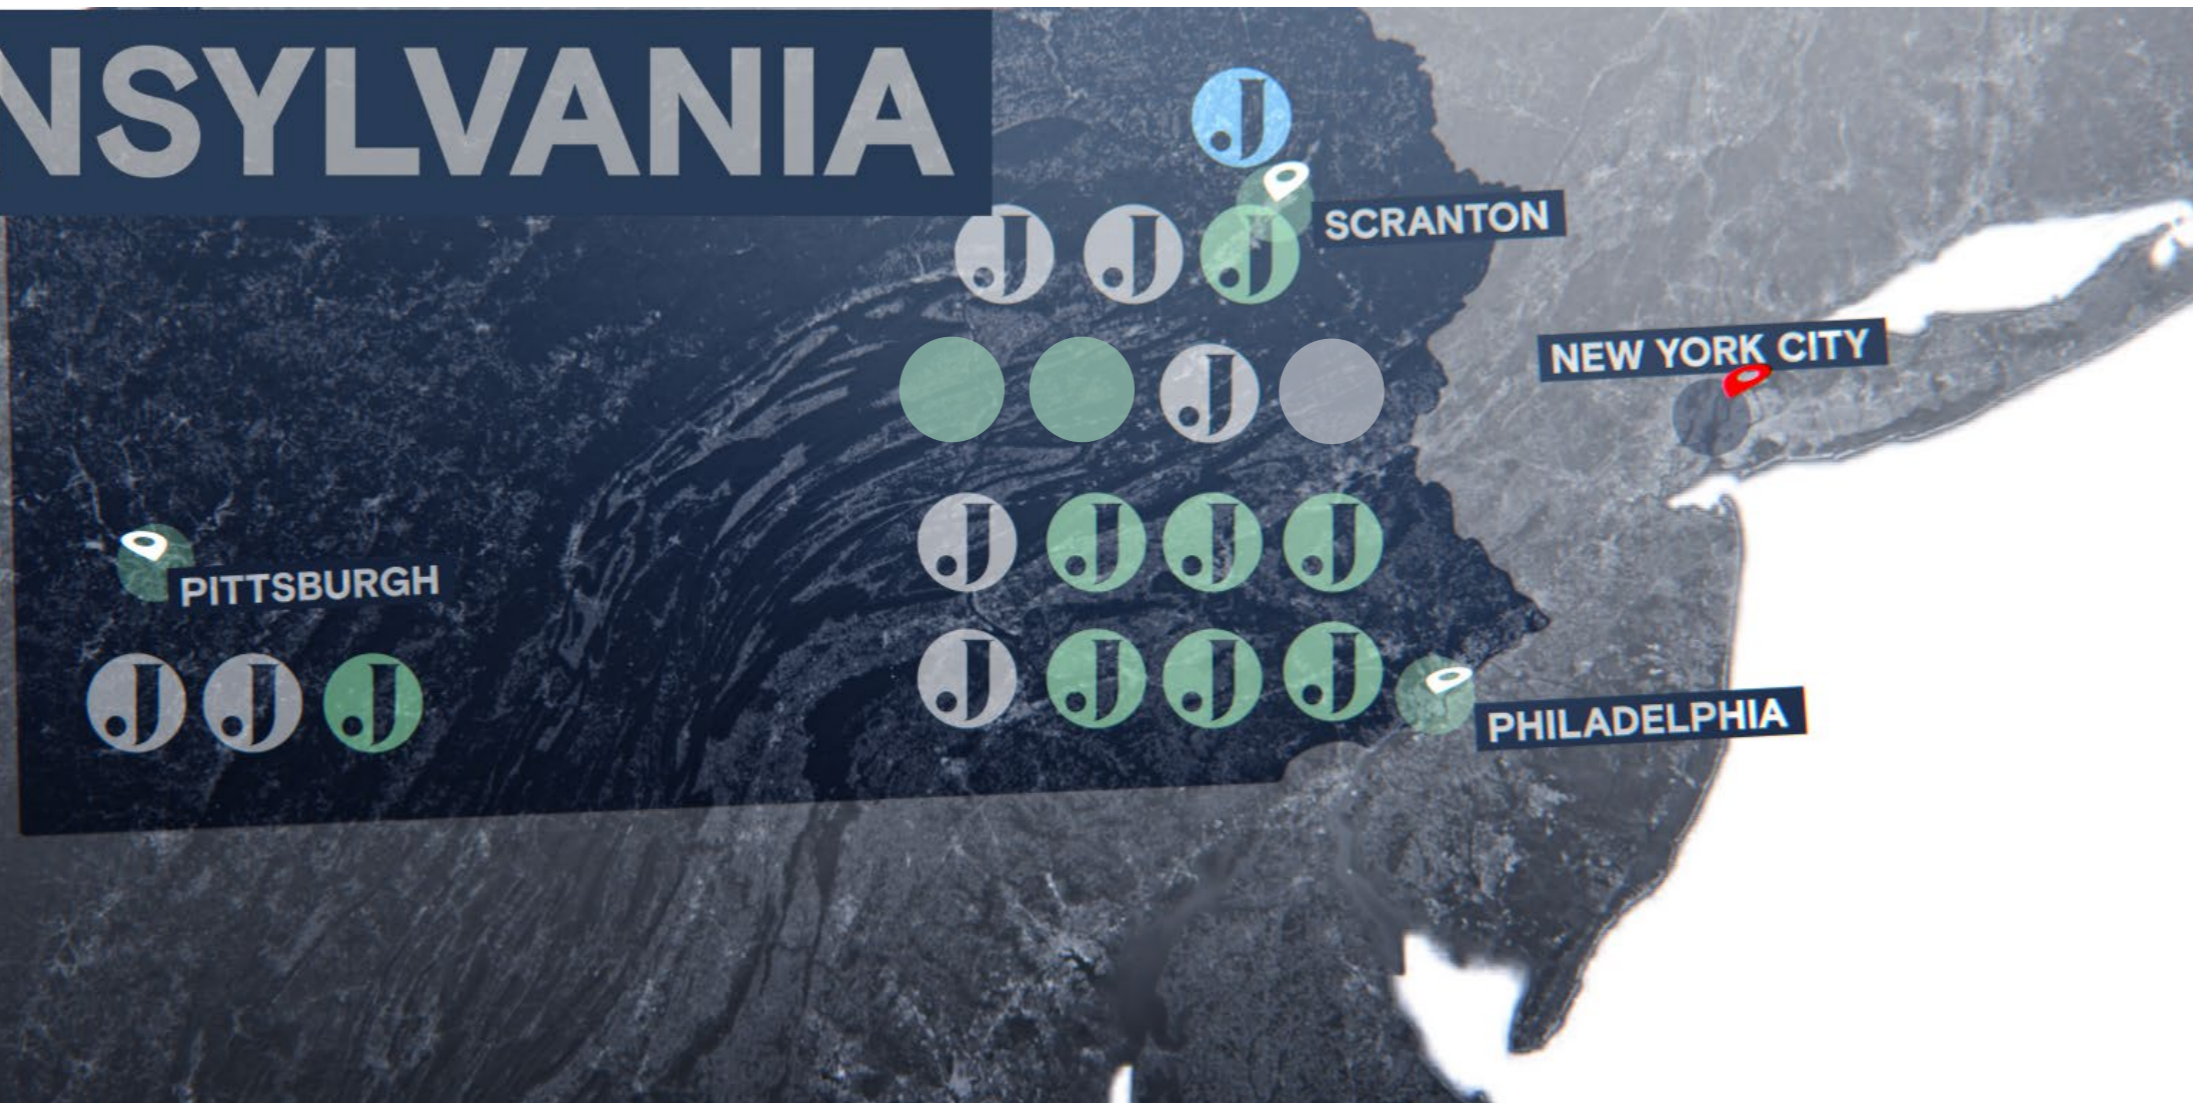 NSYLVANIA
J
SCRANTON
J J J
NEW YORK CITY
J
J J J J
PITTSBURGH
J J J J
J J J
PHILADELPHIA